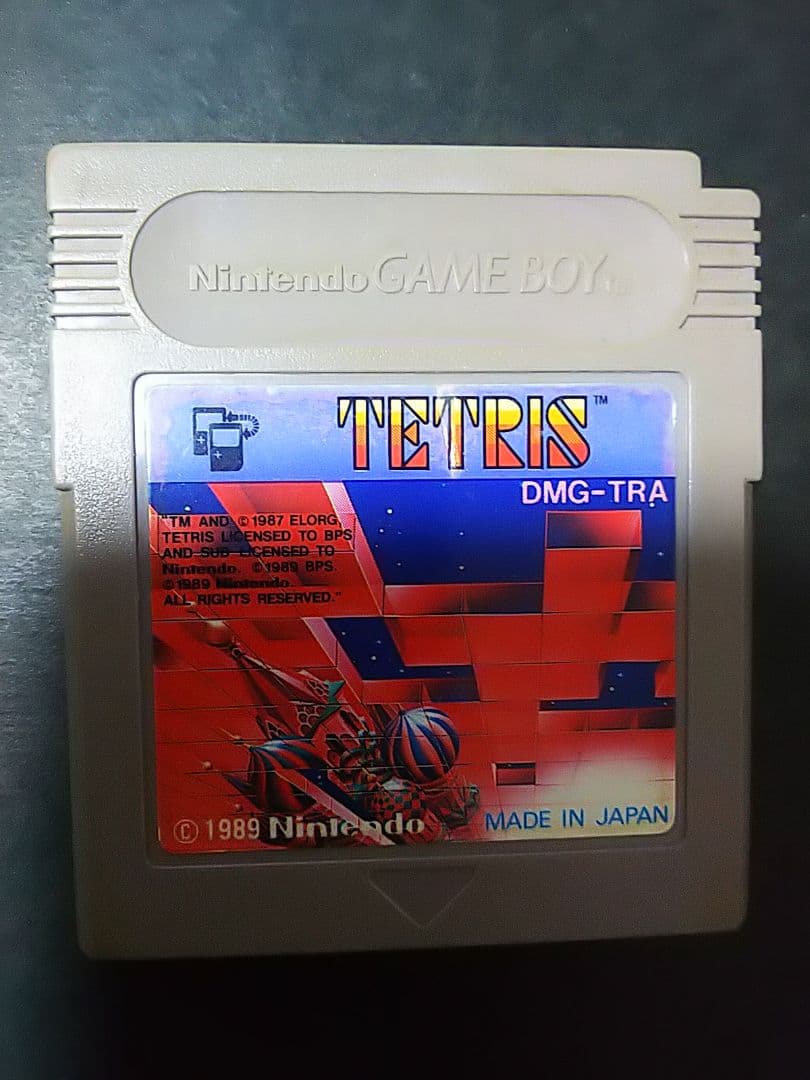 Nintendo GAME BOY TM
TETRIS™
DMG-TRA
"TM AND ©1987 ELORG,
TETRIS LICENSED TO BPS
AND SUB LICENSED TO
Nintendo. ©1989 BPS.
©1989 Nintendo.
ALL RIGHTS RESERVED."
© 1989 Nintendo
MADE IN JAPAN